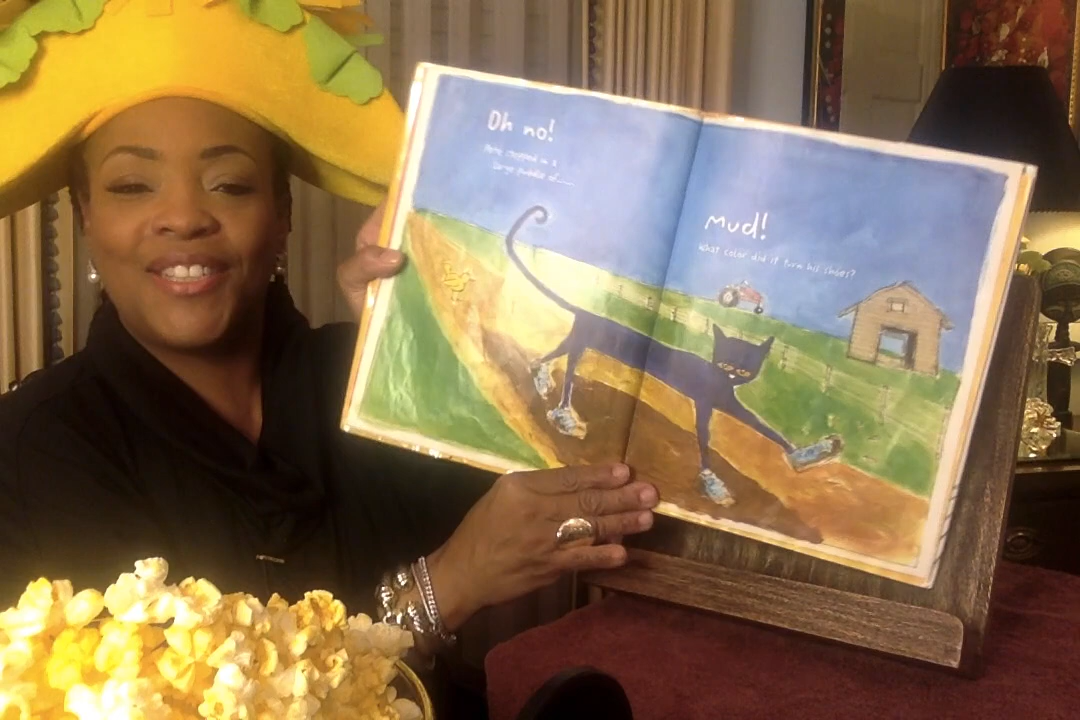 Oh no!
Pete stepped in a
large puddle of......
Mud!
What color did it turn his shoes?